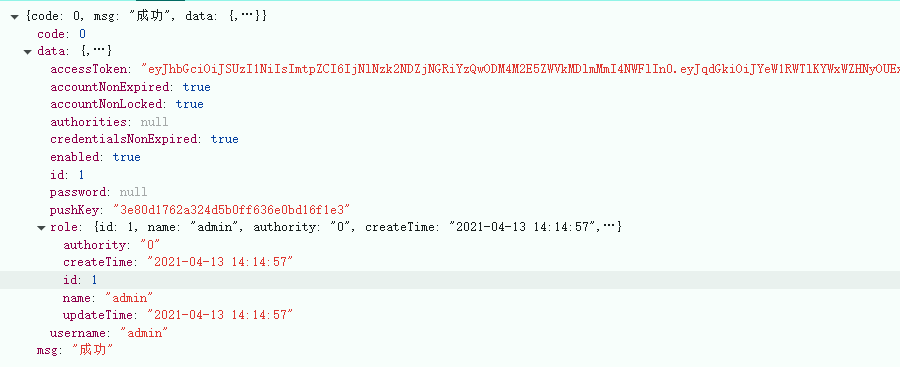 {code: 0, msg: "成功", data: {,…}}
code: 0
data: {,…}
accessToken: "eyJhbGciOiJSUzI1NiIsImtpZCI6IjNlNzk2NDZjNGRiYzQwODM4M2E5ZWVkMDlmMmI4NWFlIn0.eyJqdGkiOiJYeW1RWTlKYWxWZHNyOUEx
accountNonExpired: true
accountNonLocked: true
authorities: null
credentialsNonExpired: true
enabled: true
id: 1
password: null
pushKey: "3e80d1762a324d5b0ff636e0bd16f1e3"
role: {id: 1, name: "admin", authority: "0", createTime: "2021-04-13 14:14:57",…}
authority: "0"
createTime: "2021-04-13 14:14:57"
id: 1
name: "admin"
updateTime: "2021-04-13 14:14:57"
username: "admin"
msg: "成功"